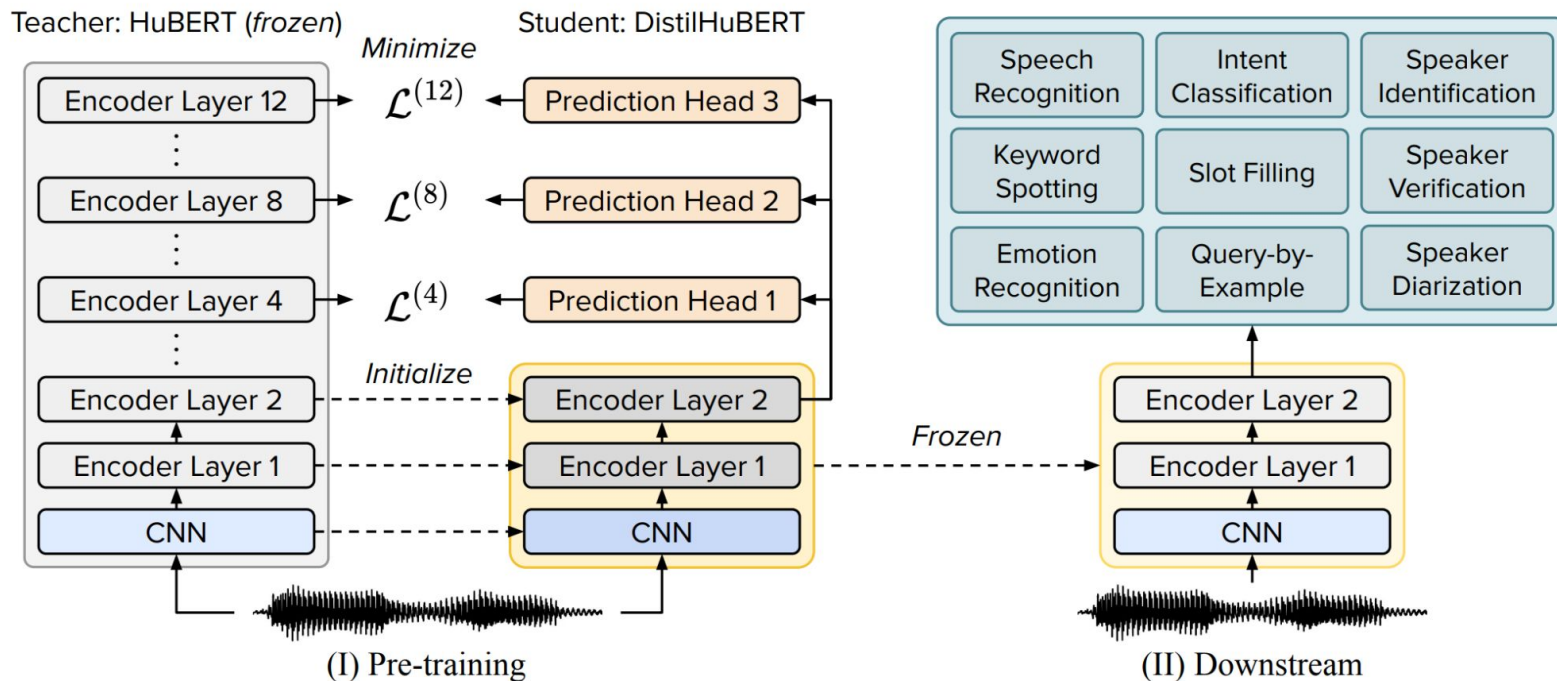 Teacher: HuBERT (frozen)
Student: DistilHuBERT
Minimize
Encoder Layer 12
ℒ(12)
Prediction Head 3
Encoder Layer 8
ℒ(8)
Prediction Head 2
Encoder Layer 4
ℒ(4)
Prediction Head 1
Initialize
Encoder Layer 2
Encoder Layer 2
Encoder Layer 1
Encoder Layer 1
CNN
CNN
(I) Pre-training
Frozen
Speech
Recognition
Intent
Classification
Speaker
Identification
Keyword
Spotting
Slot Filling
Speaker
Verification
Emotion
Recognition
Query-by-
Example
Speaker
Diarization
Encoder Layer 2
Encoder Layer 1
CNN
(II) Downstream